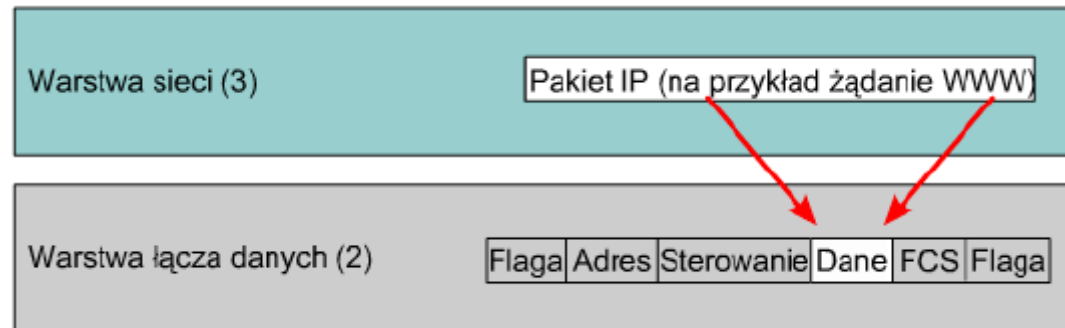 Warstwa sieci (3)
Pakiet IP (na przykład żądanie WWW)
Warstwa łącza danych (2)
Flaga Adres Sterowanie Dane FCS Flaga